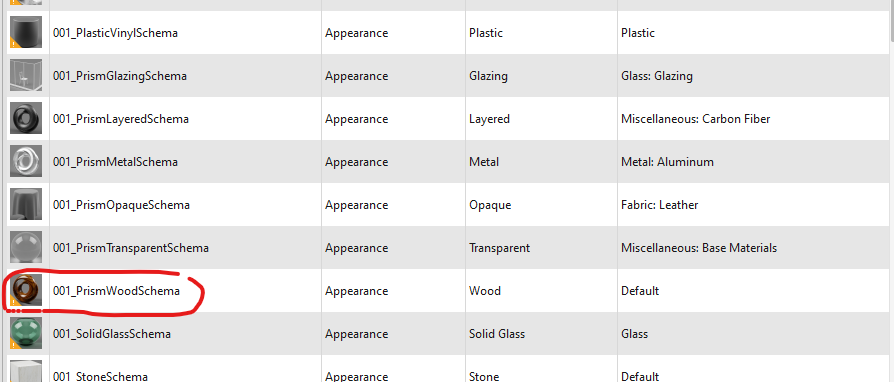 001_PlasticVinylSchema Appearance Plastic Plastic
001_PrismGlazingSchema Appearance Glazing Glass: Glazing
001_PrismLayeredSchema Appearance Layered Miscellaneous: Carbon Fiber
001_PrismMetalSchema Appearance Metal Metal: Aluminum
001_PrismOpaqueSchema Appearance Opaque Fabric: Leather
001_PrismTransparentSchema Appearance Transparent Miscellaneous: Base Materials
001_PrismWoodSchema Appearance Wood Default
001_SolidGlassSchema Appearance Solid Glass Glass
001_StoneSchema Appearance Stone Default